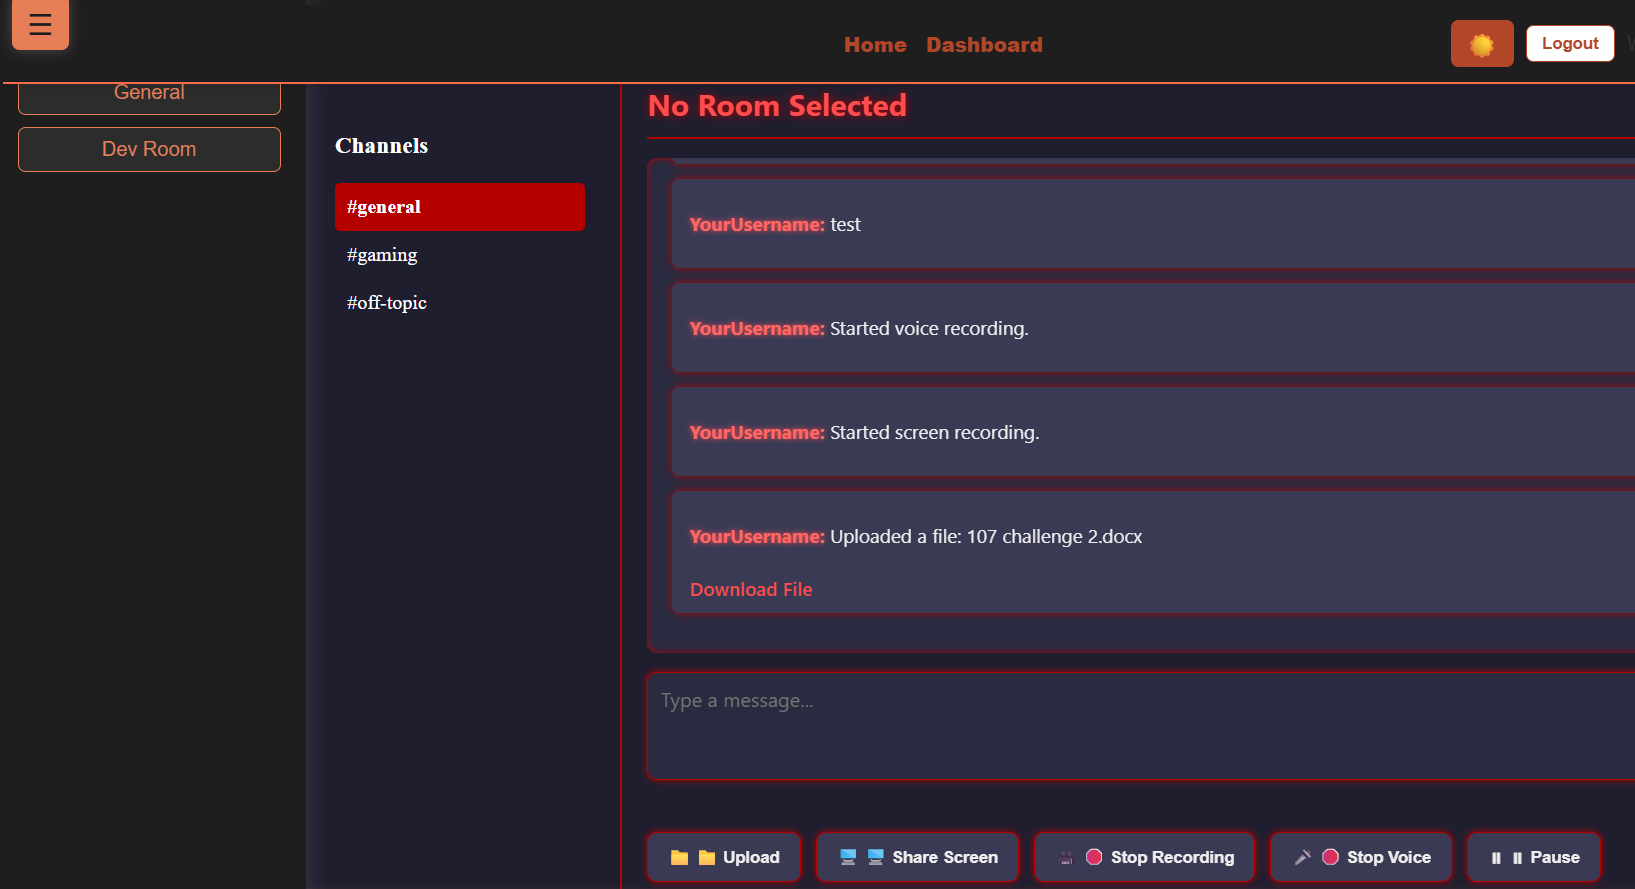 ☰
Home Dashboard
Logout
General
Dev Room
Channels
#general
#gaming
#off-topic
No Room Selected
YourUsername: test
YourUsername: Started voice recording.
YourUsername: Started screen recording.
YourUsername: Uploaded a file: 107 challenge 2.docx
Download File
Type a message...
Upload Share Screen Stop Recording Stop Voice Pause